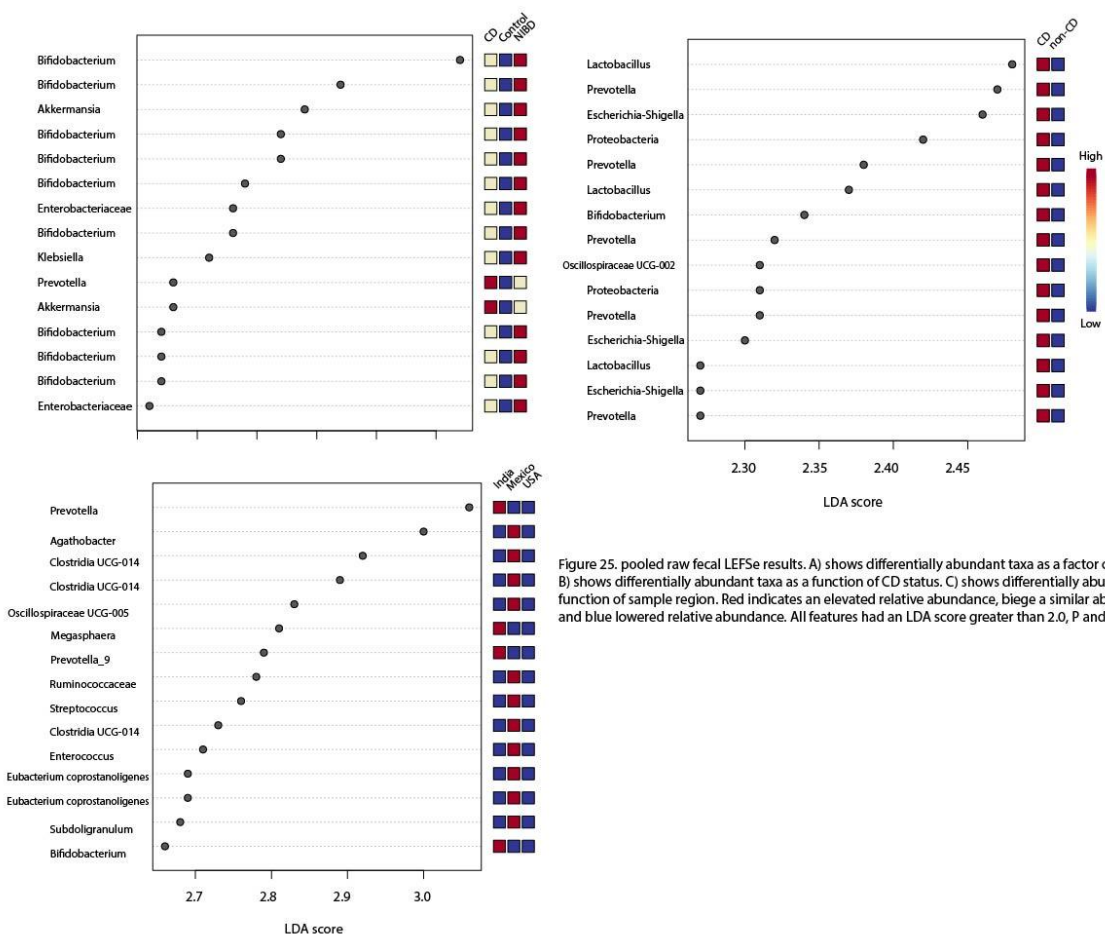 CD Control NIBD
Bifidobacterium
Bifidobacterium
Akkermansia
Bifidobacterium
Bifidobacterium
Bifidobacterium
Enterobacteriaceae
Bifidobacterium
Klebsiella
Prevotella
Akkermansia
Bifidobacterium
Bifidobacterium
Bifidobacterium
Enterobacteriaceae
CD non-CD
Lactobacillus
Prevotella
Escherichia-Shigella
Proteobacteria
Prevotella
Lactobacillus
Bifidobacterium
Prevotella
Oscillospiraceae UCG-002
Proteobacteria
Prevotella
Escherichia-Shigella
Lactobacillus
Escherichia-Shigella
Prevotella
2.30 2.35 2.40 2.45
LDA score
High
Low
India Mexico USA
Prevotella
Agathobacter
Clostridia UCG-014
Clostridia UCG-014
Oscillospiraceae UCG-005
Megasphaera
Prevotella_9
Ruminococcaceae
Streptococcus
Clostridia UCG-014
Enterococcus
Eubacterium coprostanoligenes
Eubacterium coprostanoligenes
Subdoligranulum
Bifidobacterium
2.7 2.8 2.9 3.0
LDA score
Figure 25. pooled raw fecal LEFSe results. A) shows differentially abundant taxa as a factor
B) shows differentially abundant taxa as a function of CD status. C) shows differentially abu
function of sample region. Red indicates an elevated relative abundance, biege a similar ab
and blue lowered relative abundance. All features had an LDA score greater than 2.0, P and